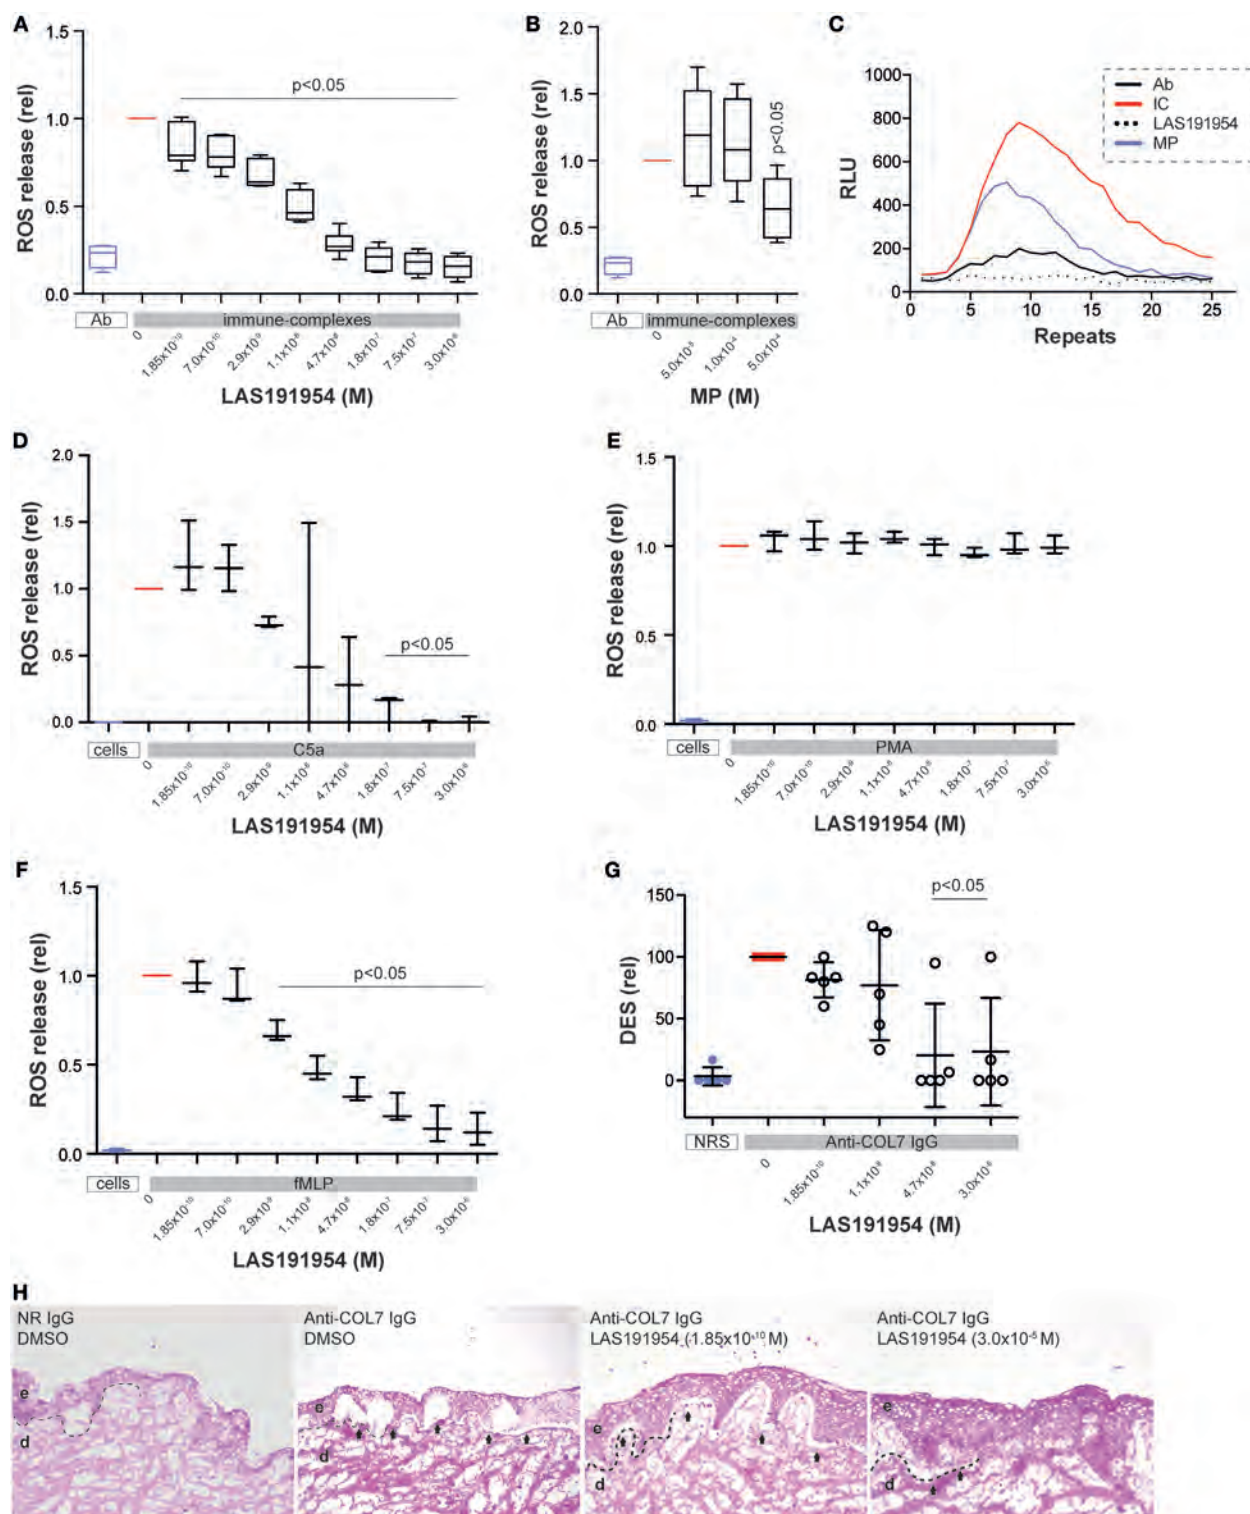 A
ROS release (rel)
1.5
1.0
0.5
0.0
p<0.05
Ab
immune-complexes
0
1.85x10⁻¹⁰
7.0x10⁻¹⁰
2.9x10⁻⁹
1.1x10⁻⁸
4.7x10⁻⁸
1.8x10⁻⁷
7.5x10⁻⁷
3.0x10⁻⁶
LAS191954 (M)
B
ROS release (rel)
2.0
1.5
1.0
0.5
0.0
p<0.05
Ab
immune-complexes
0
5.0x10⁻⁵
1.0x10⁻⁴
5.0x10⁻⁴
MP (M)
C
RLU
1000
800
600
400
200
0
0
5
10
15
20
25
Repeats
Ab
IC
LAS191954
MP
D
ROS release (rel)
2.0
1.5
1.0
0.5
0.0
p<0.05
cells
C5a
0
1.85x10⁻¹⁰
7.0x10⁻¹⁰
2.9x10⁻⁹
1.1x10⁻⁸
4.7x10⁻⁸
1.8x10⁻⁷
7.5x10⁻⁷
3.0x10⁻⁶
LAS191954 (M)
E
ROS release (rel)
1.5
1.0
0.5
0.0
cells
PMA
0
1.85x10⁻¹⁰
7.0x10⁻¹⁰
2.9x10⁻⁹
1.1x10⁻⁸
4.7x10⁻⁸
1.8x10⁻⁷
7.5x10⁻⁷
3.0x10⁻⁶
LAS191954 (M)
F
ROS release (rel)
1.5
1.0
0.5
0.0
p<0.05
cells
fMLP
0
1.85x10⁻¹⁰
7.0x10⁻¹⁰
2.9x10⁻⁹
1.1x10⁻⁸
4.7x10⁻⁸
1.8x10⁻⁷
7.5x10⁻⁷
3.0x10⁻⁶
LAS191954 (M)
G
DES (rel)
150
100
50
0
p<0.05
NRS
Anti-COL7 IgG
0
1.85x10⁻¹⁰
1.1x10⁻⁸
4.7x10⁻⁸
3.0x10⁻⁶
LAS191954 (M)
H
NR IgG
DMSO
e
d
Anti-COL7 IgG
DMSO
e
d
Anti-COL7 IgG
LAS191954 (1.85x10⁻¹⁰ M)
e
d
Anti-COL7 IgG
LAS191954 (3.0x10⁻⁶ M)
e
d